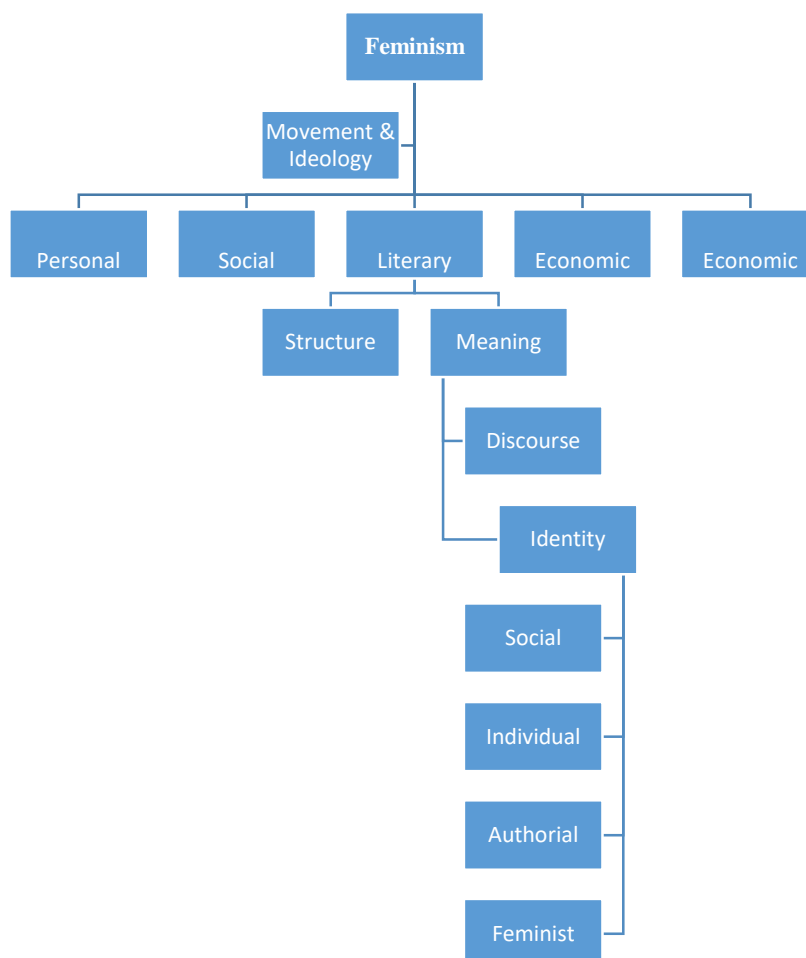 Feminism
Movement &
Ideology
Personal
Social
Literary
Economic
Economic
Structure
Meaning
Discourse
Identity
Social
Individual
Authorial
Feminist